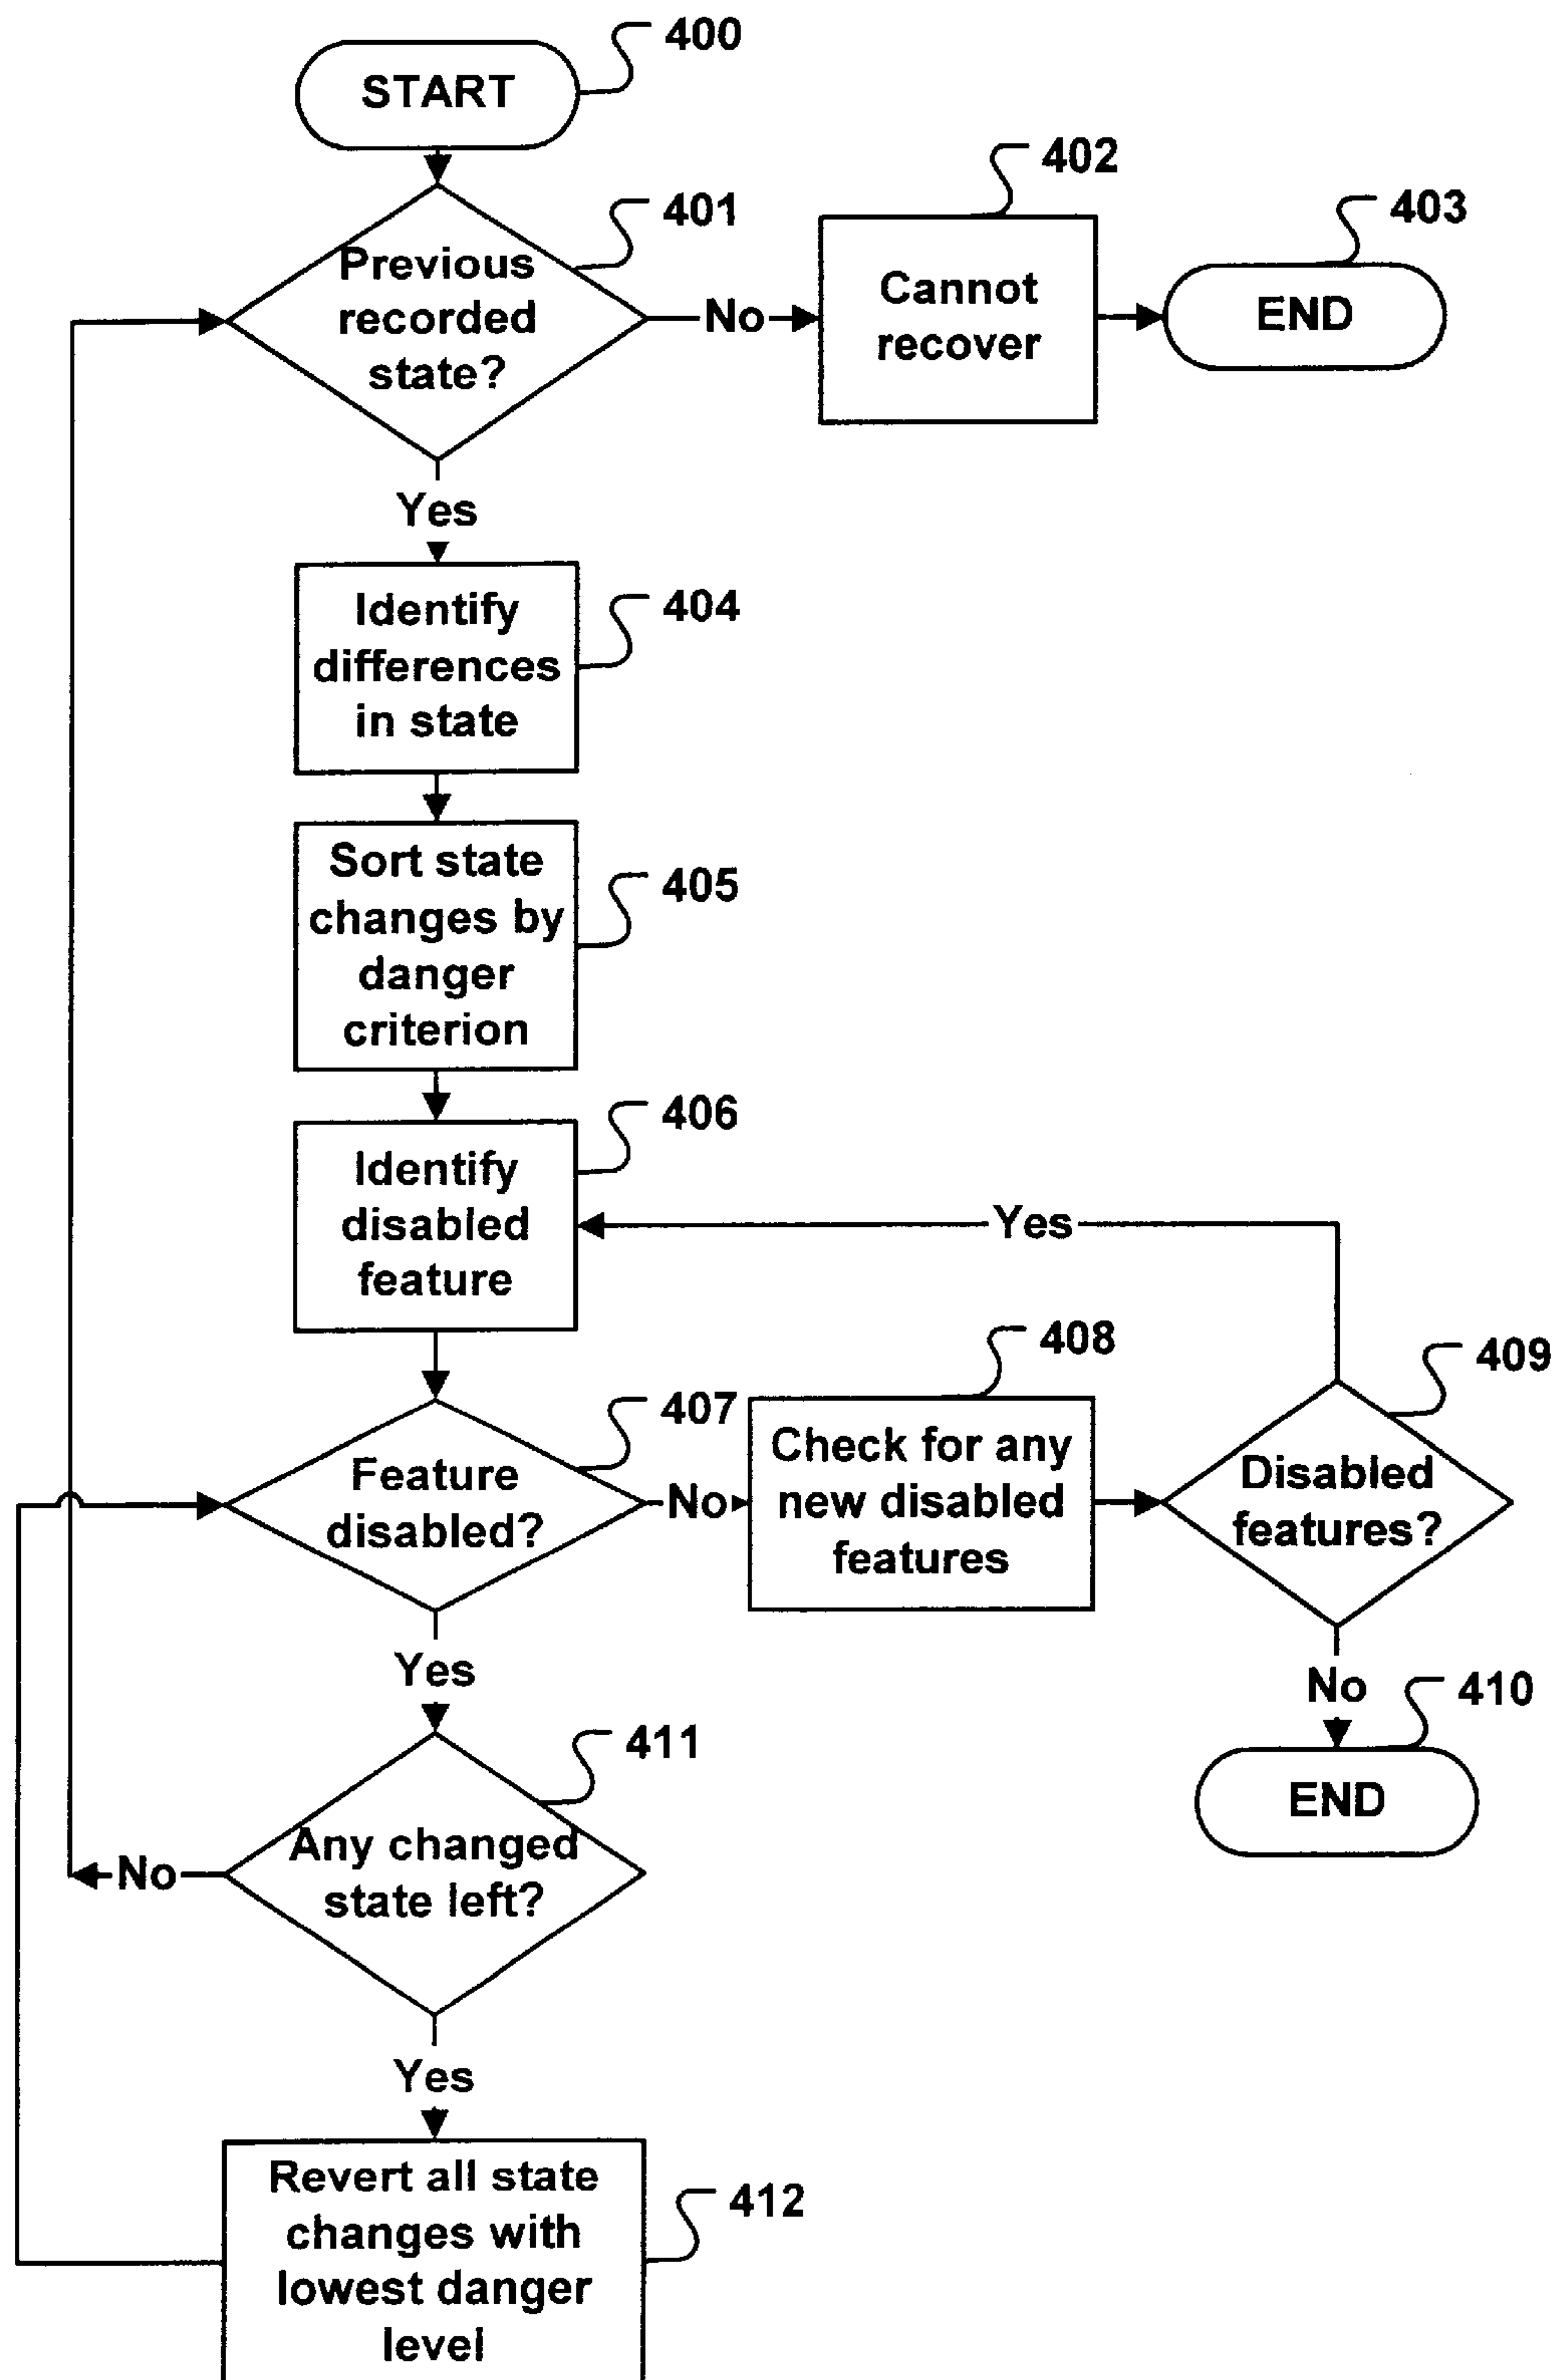 400
START
401
Previous
recorded
state?
No
402
Cannot
recover
403
END
Yes
404
Identify
differences
in state
405
Sort state
changes by
danger
criterion
406
Identify
disabled
feature
Yes
407
Feature
disabled?
No
408
Check for any
new disabled
features
409
Disabled
features?
No
410
END
Yes
411
Any changed
state left?
No
Yes
412
Revert all state
changes with
lowest danger
level